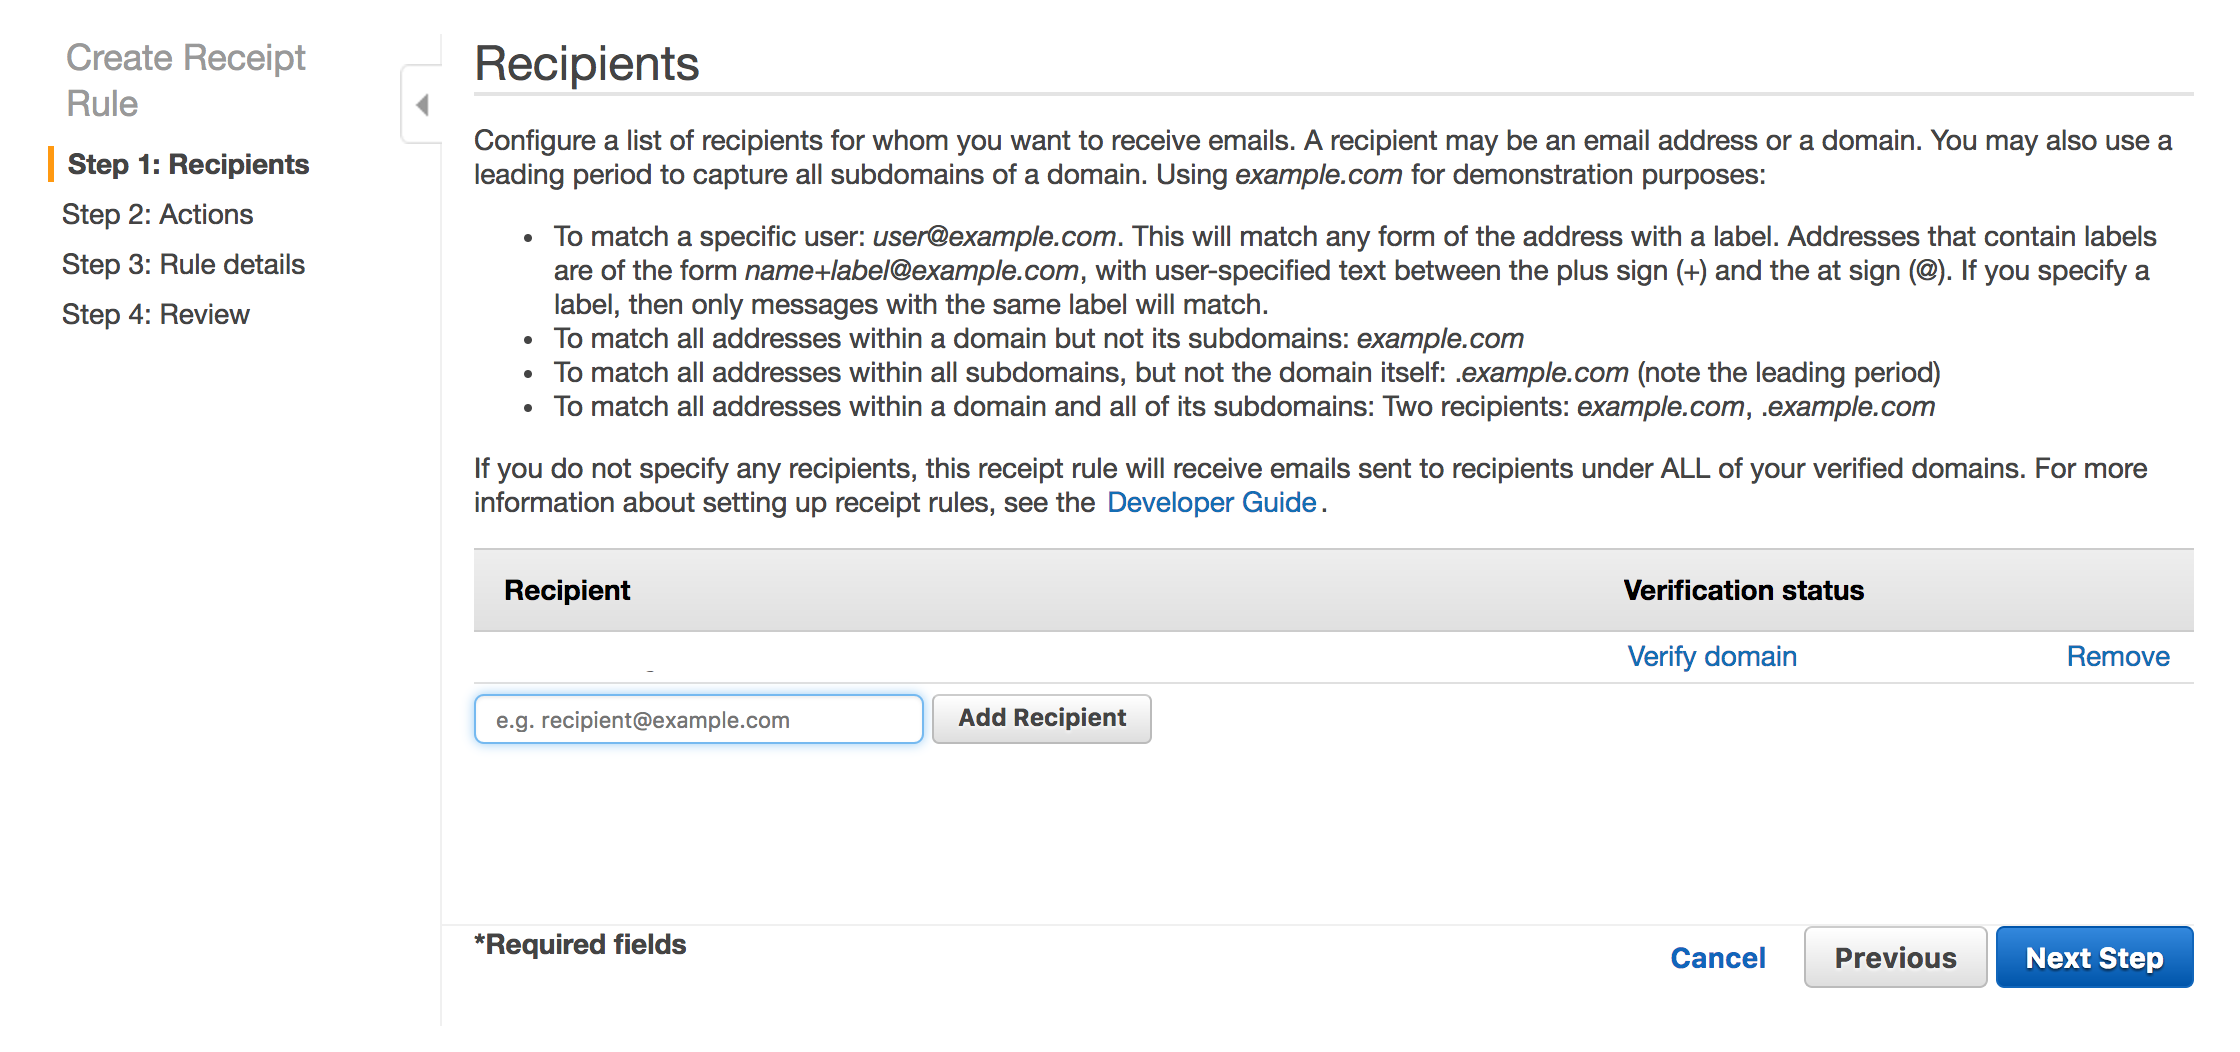 Create Receipt
Rule
Step 1: Recipients
Step 2: Actions
Step 3: Rule details
Step 4: Review
Recipients
Configure a list of recipients for whom you want to receive emails. A recipient may be an email address or a domain. You may also use a
leading period to capture all subdomains of a domain. Using example.com for demonstration purposes:
• To match a specific user: user@example.com. This will match any form of the address with a label. Addresses that contain labels
are of the form name+label@example.com, with user-specified text between the plus sign (+) and the at sign (@). If you specify a
label, then only messages with the same label will match.
• To match all addresses within a domain but not its subdomains: example.com
• To match all addresses within all subdomains, but not the domain itself: .example.com (note the leading period)
• To match all addresses within a domain and all of its subdomains: Two recipients: example.com, .example.com
If you do not specify any recipients, this receipt rule will receive emails sent to recipients under ALL of your verified domains. For more
information about setting up receipt rules, see the Developer Guide.
Recipient Verification status
Verify domain Remove
e.g. recipient@example.com Add Recipient
*Required fields
Cancel Previous Next Step